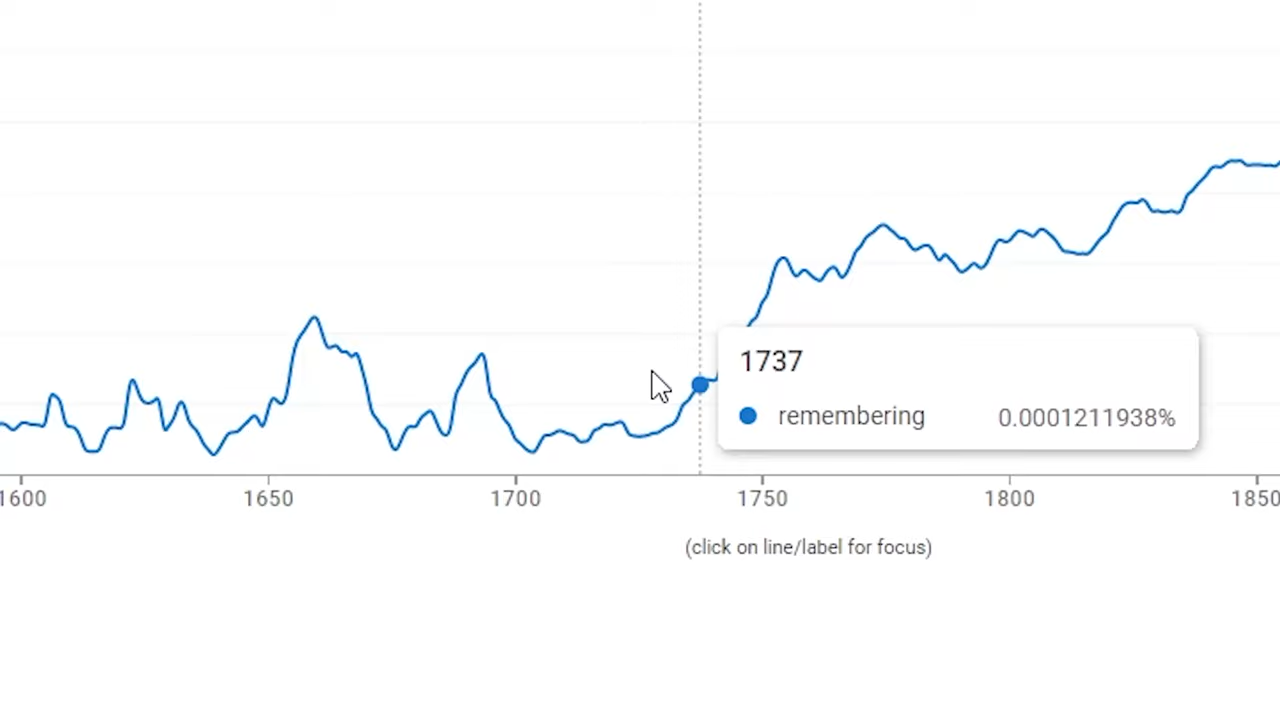 1737
remembering 0.0001211938%
1600 1650 1700 1750 1800 1850
(click on line/label for focus)